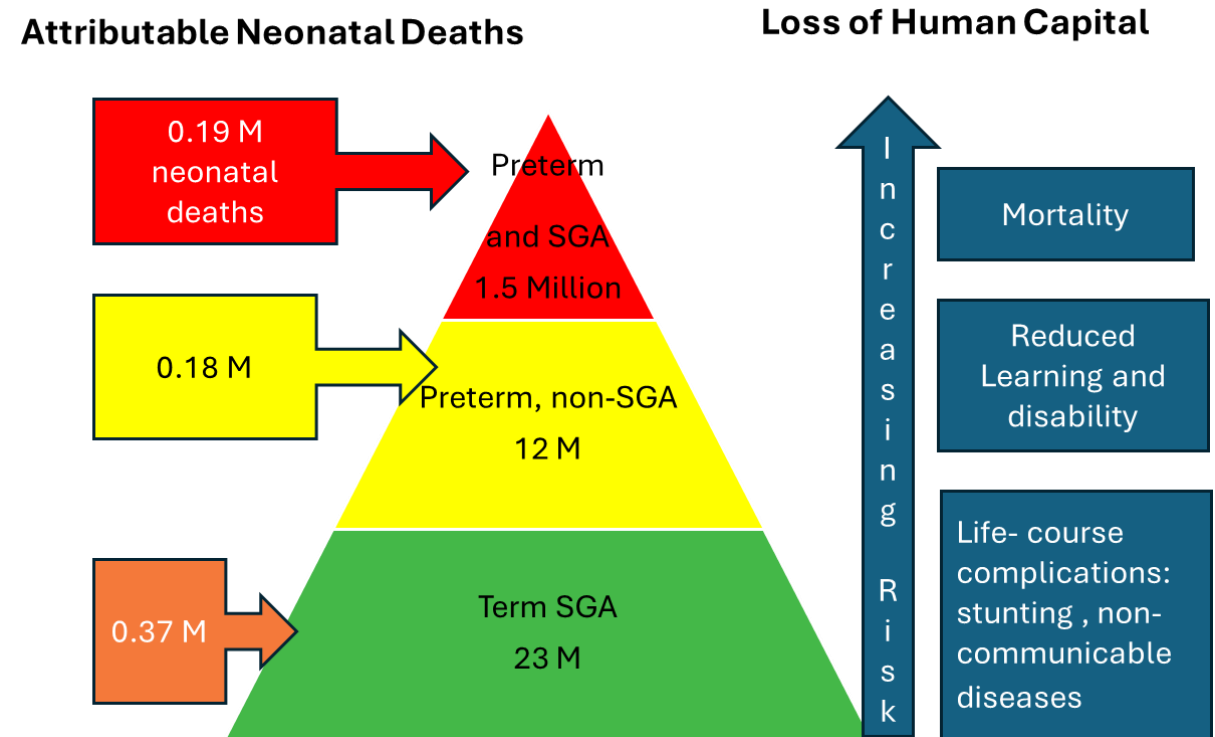 Attributable Neonatal Deaths
Loss of Human Capital
0.19 M
neonatal
deaths
Preterm
and SGA
1.5 Million
0.18 M
Preterm, non-SGA
12 M
0.37 M
Term SGA
23 M
Increasing Risk
Mortality
Reduced
Learning and
disability
Life- course
complications:
stunting , non-
communicable
diseases